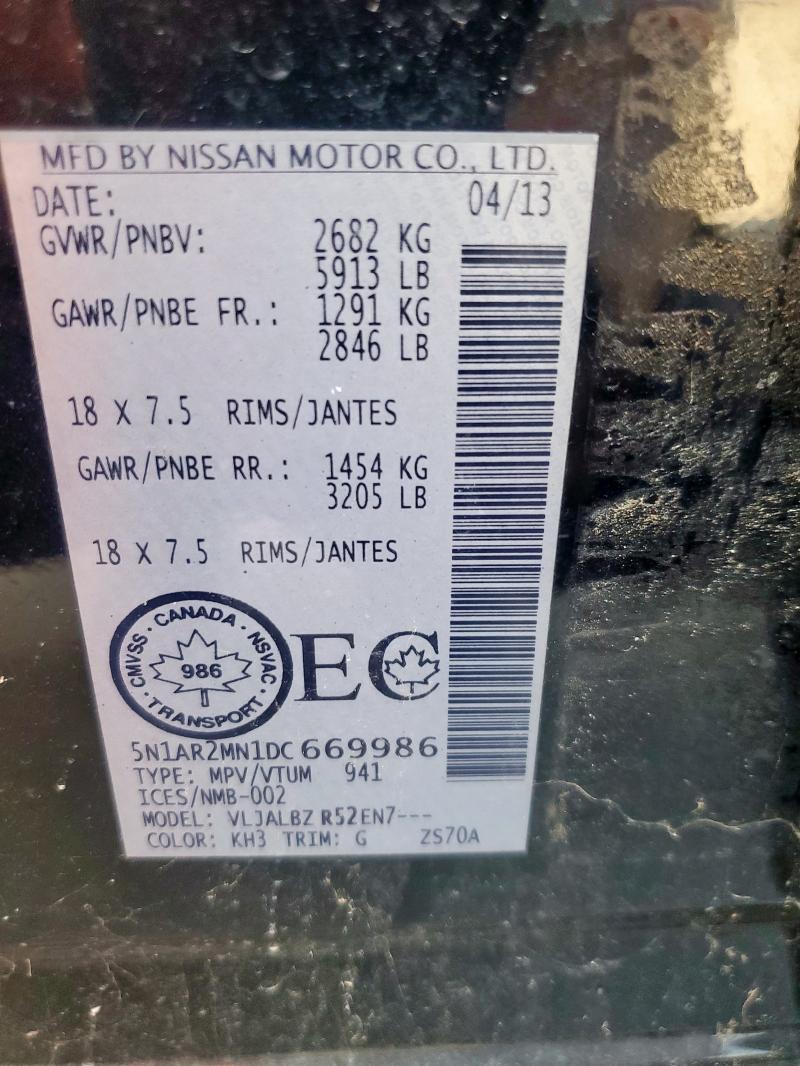 MFD BY NISSAN MOTOR CO., LTD.
DATE: 04/13
GVWR/PNBV: 2682 KG
5913 LB
GAWR/PNBE FR.: 1291 KG
2846 LB
18 X 7.5 RIMS/JANTES
GAWR/PNBE RR.: 1454 KG
3205 LB
18 X 7.5 RIMS/JANTES
CMVSS · CANADA · NSVAC · TRANSPORT ·
986
EC
5N1AR2MN1DC669986
TYPE: MPV/VTUM 941
ICES/NMB-002
MODEL: VLJALBZ R52EN7---
COLOR: KH3 TRIM: G ZS70A